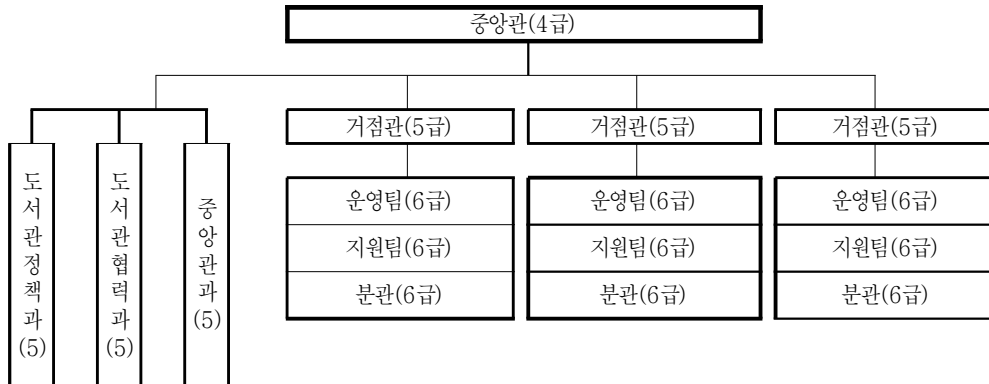 중앙관(4급)
거점관(5급)
거점관(5급)
거점관(5급)
도서관정책과(5)
도서관협력과(5)
중앙관과(5)
운영팀(6급)
지원팀(6급)
분관(6급)
운영팀(6급)
지원팀(6급)
분관(6급)
운영팀(6급)
지원팀(6급)
분관(6급)